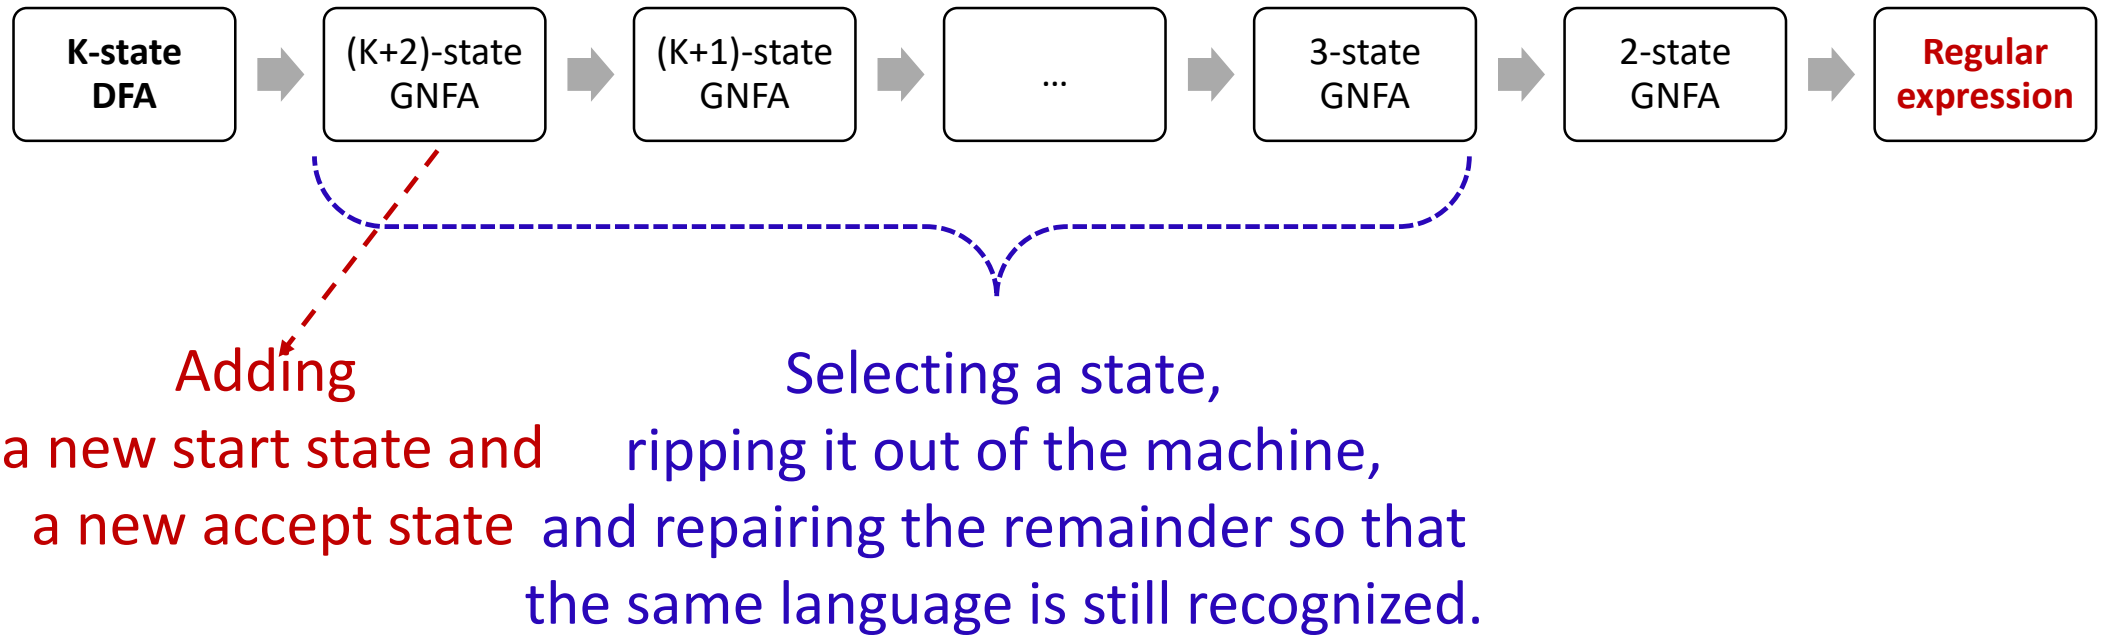 K-state
DFA
(K+2)-state
GNFA
(K+1)-state
GNFA
...
3-state
GNFA
2-state
GNFA
Regular
expression
Adding
a new start state and
a new accept state
Selecting a state,
ripping it out of the machine,
and repairing the remainder so that
the same language is still recognized.